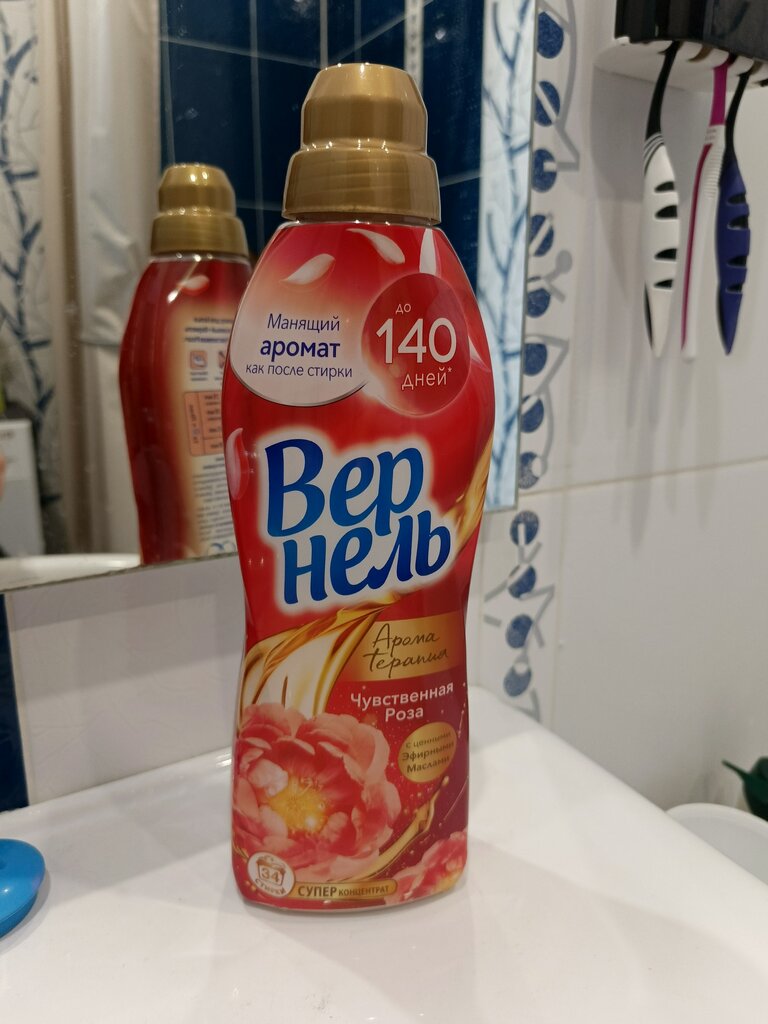 Манящий
аромат
как после стирки
до
140
дней*
Вер
нель
Арома
терапия
Чувственная
Роза
с ценными
Эфирными
Маслами
34
СТИРКИ
СУПЕР КОНЦЕНТРАТ